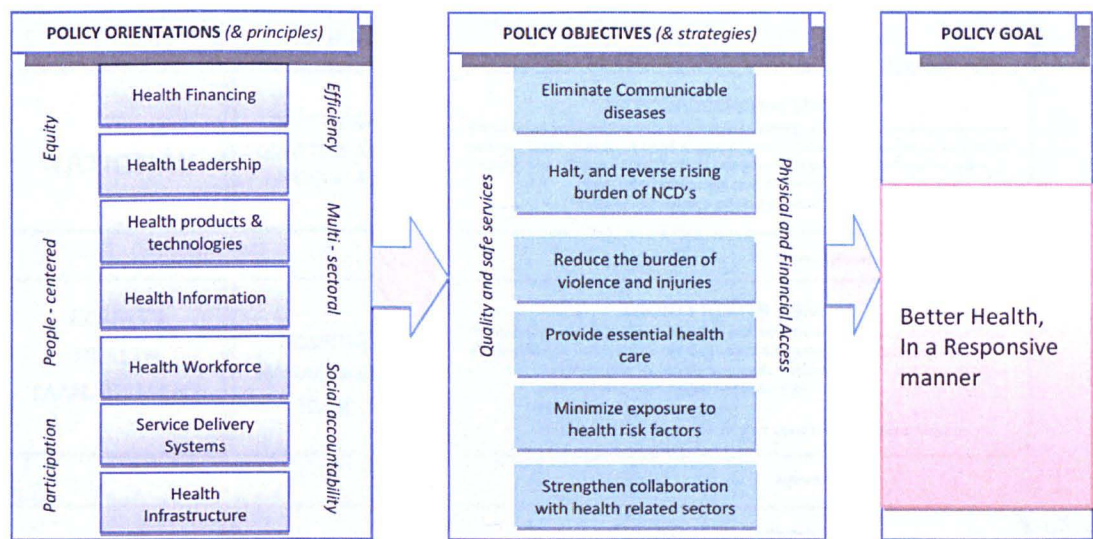 POLICY ORIENTATIONS (& principles)
Equity
People - centered
Participation
Health Financing
Health Leadership
Health products &
technologies
Health Information
Health Workforce
Service Delivery
Systems
Health
Infrastructure
Efficiency
Multi - sectoral
Social accountability
POLICY OBJECTIVES (& strategies)
Quality and safe services
Eliminate Communicable
diseases
Halt, and reverse rising
burden of NCD's
Reduce the burden of
violence and injuries
Provide essential health
care
Minimize exposure to
health risk factors
Strengthen collaboration
with health related sectors
Physical and Financial
Access
POLICY GOAL
Better Health,
In a Responsive
manner